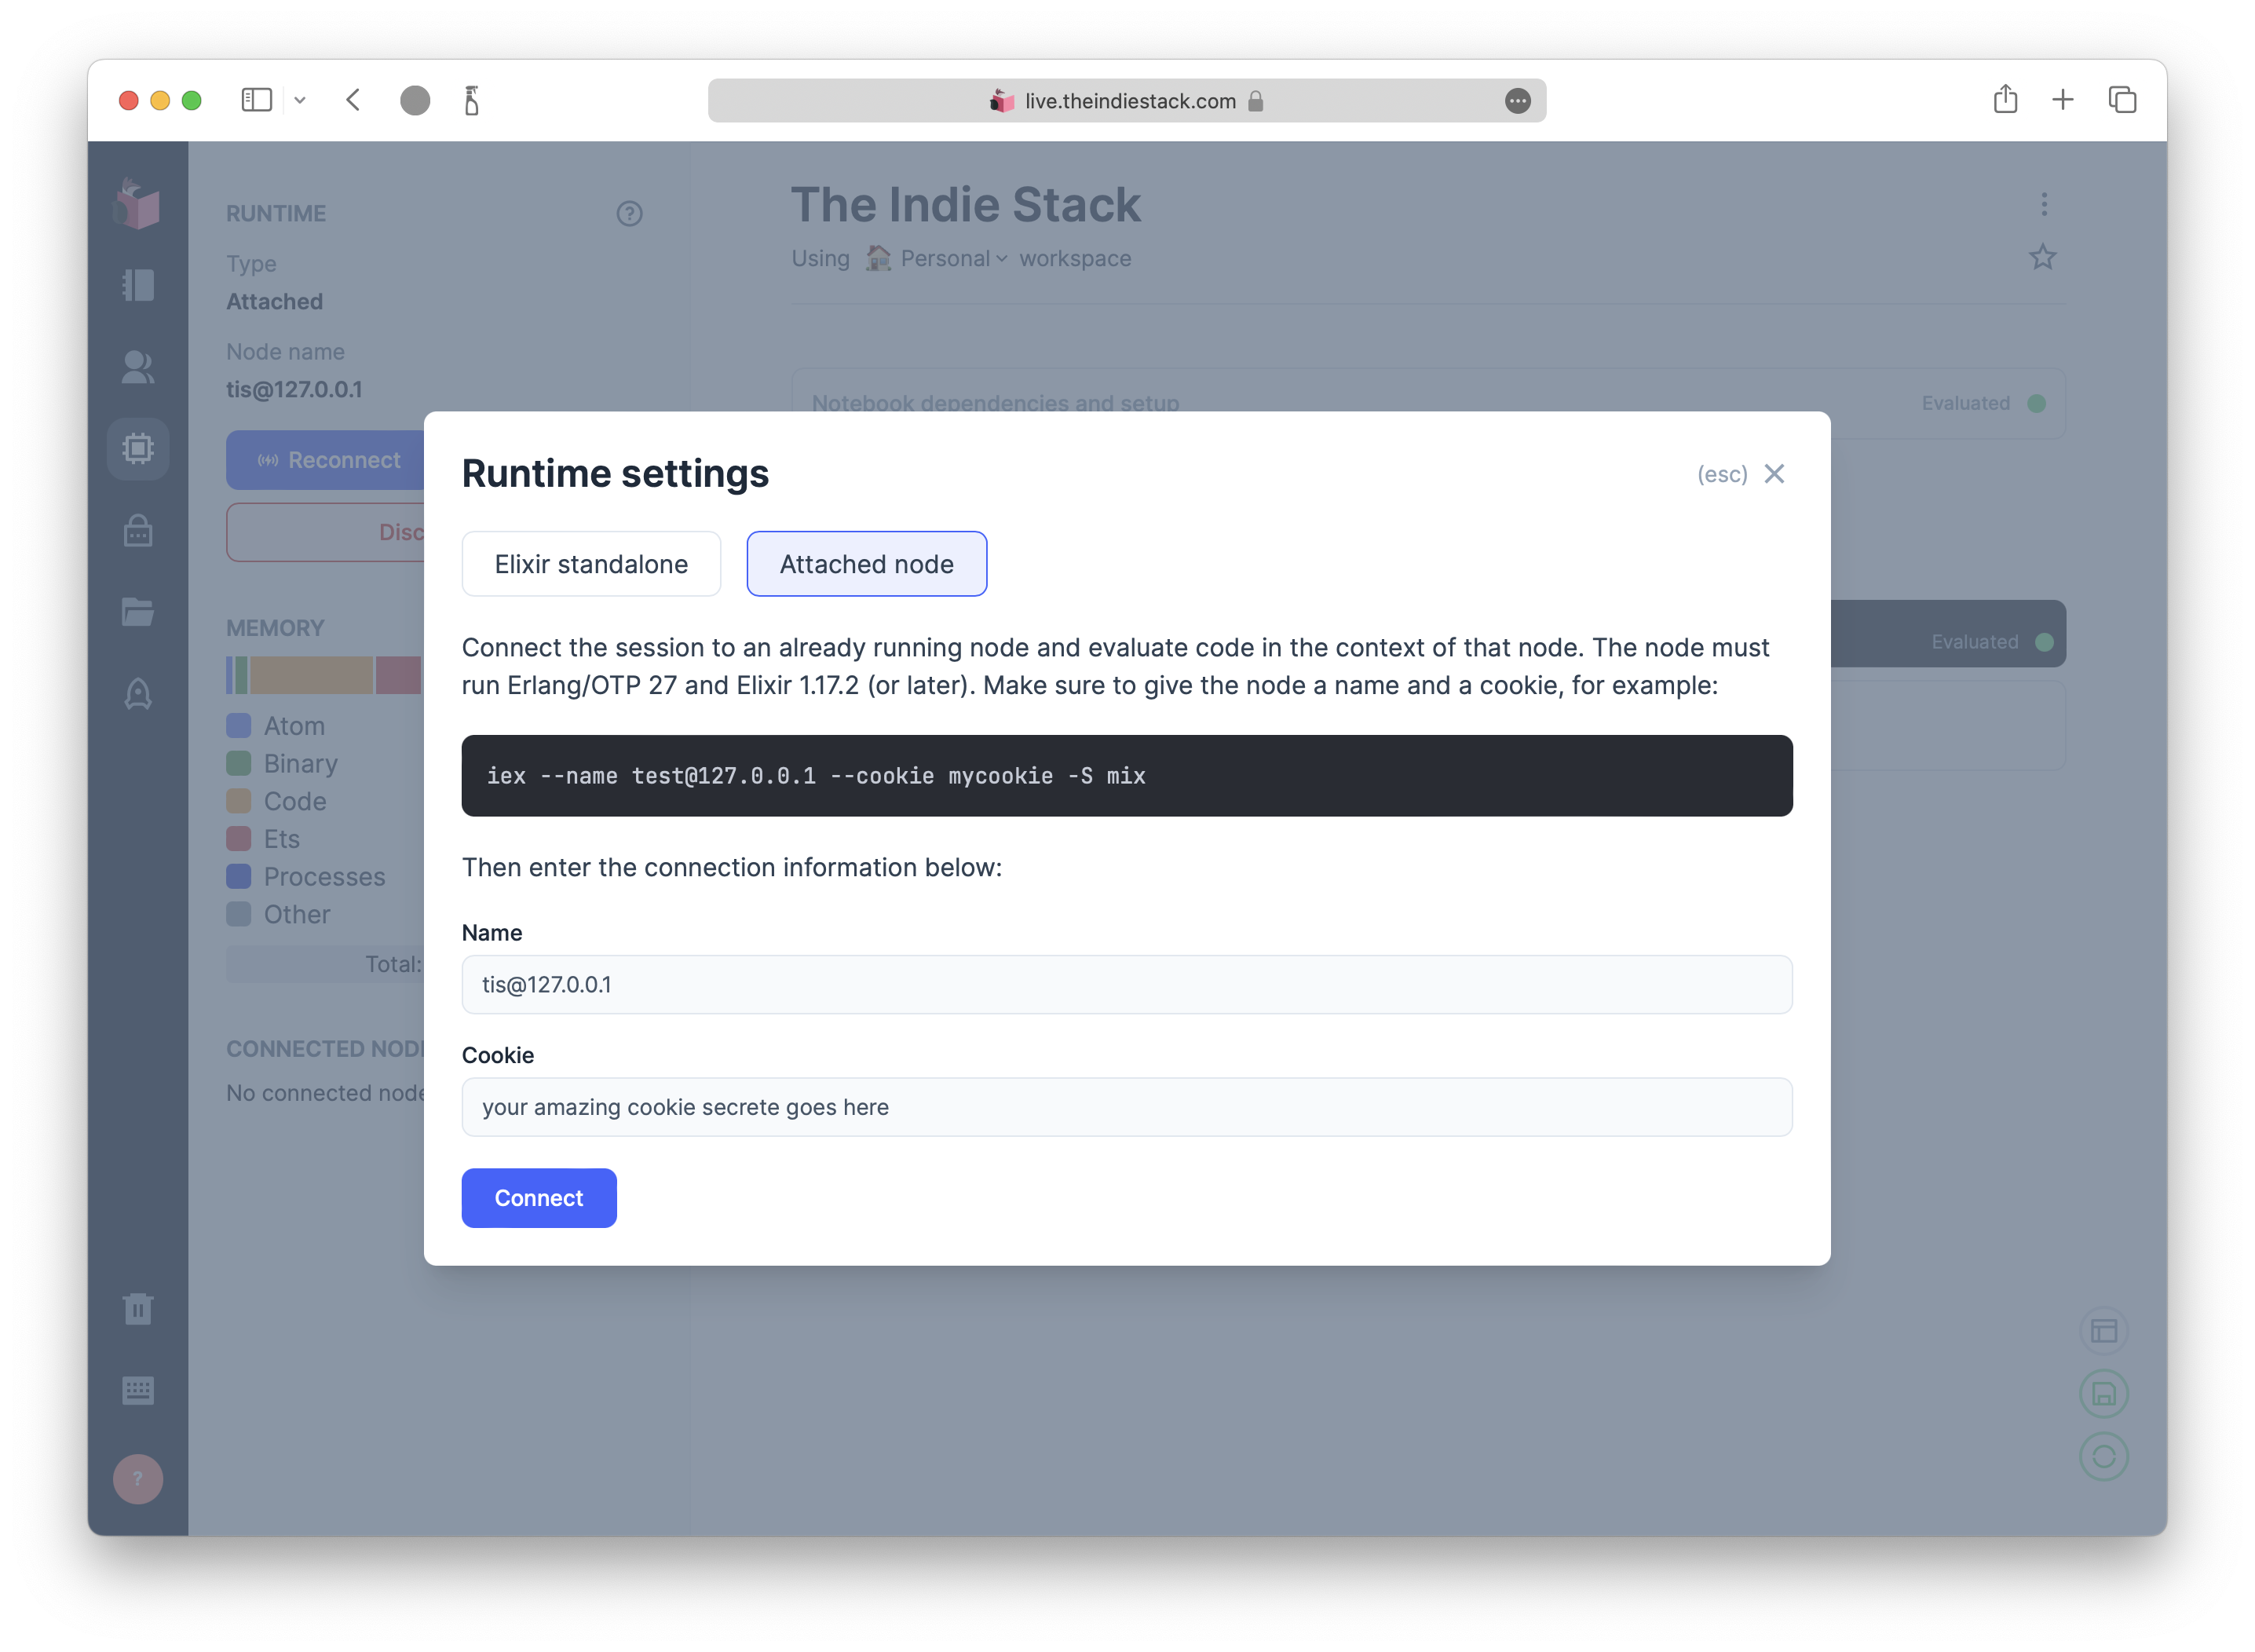 live.theindiestack.com
RUNTIME
Type
Attached
Node name
tis@127.0.0.1
Reconnect
Disc
MEMORY
Atom
Binary
Code
Ets
Processes
Other
Total:
CONNECTED NOD
No connected node
?
The Indie Stack
Using Personal workspace
Notebook dependencies and setup
Evaluated
Evaluated
Runtime settings
(esc)
Elixir standalone
Attached node
Connect the session to an already running node and evaluate code in the context of that node. The node must
run Erlang/OTP 27 and Elixir 1.17.2 (or later). Make sure to give the node a name and a cookie, for example:
iex --name test@127.0.0.1 --cookie mycookie -S mix
Then enter the connection information below:
Name
tis@127.0.0.1
Cookie
your amazing cookie secrete goes here
Connect